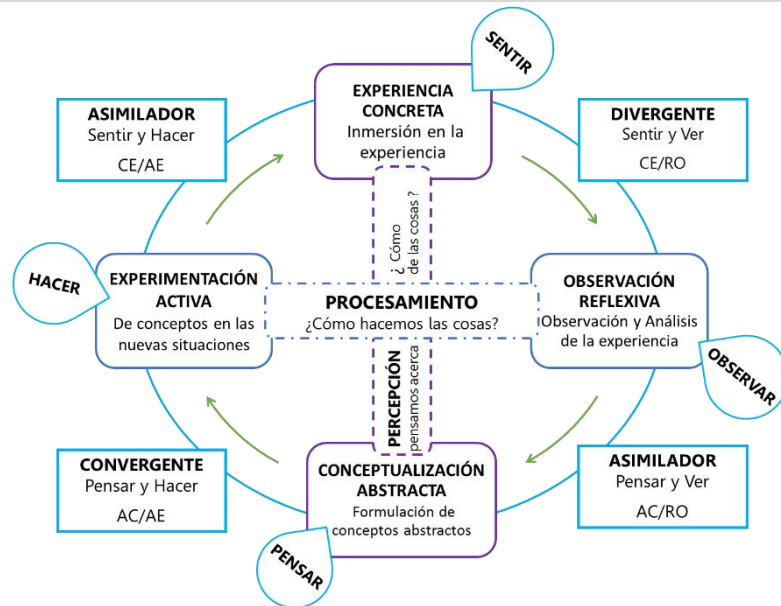 SENTIR
EXPERIENCIA
CONCRETA
Inmersión en la
experiencia
ASIMILADOR
Sentir y Hacer
CE/AE
DIVERGENTE
Sentir y Ver
CE/RO
¿ Cómo
de las cosas ?
HACER
EXPERIMENTACIÓN
ACTIVA
De conceptos en las
nuevas situaciones
PROCESAMIENTO
¿Cómo hacemos las cosas?
OBSERVACIÓN
REFLEXIVA
Observación y Análisis
de la experiencia
OBSERVAR
PERCEPCIÓN
pensamos acerca
CONVERGENTE
Pensar y Hacer
AC/AE
CONCEPTUALIZACIÓN
ABSTRACTA
Formulación de
conceptos abstractos
ASIMILADOR
Pensar y Ver
AC/RO
PENSAR